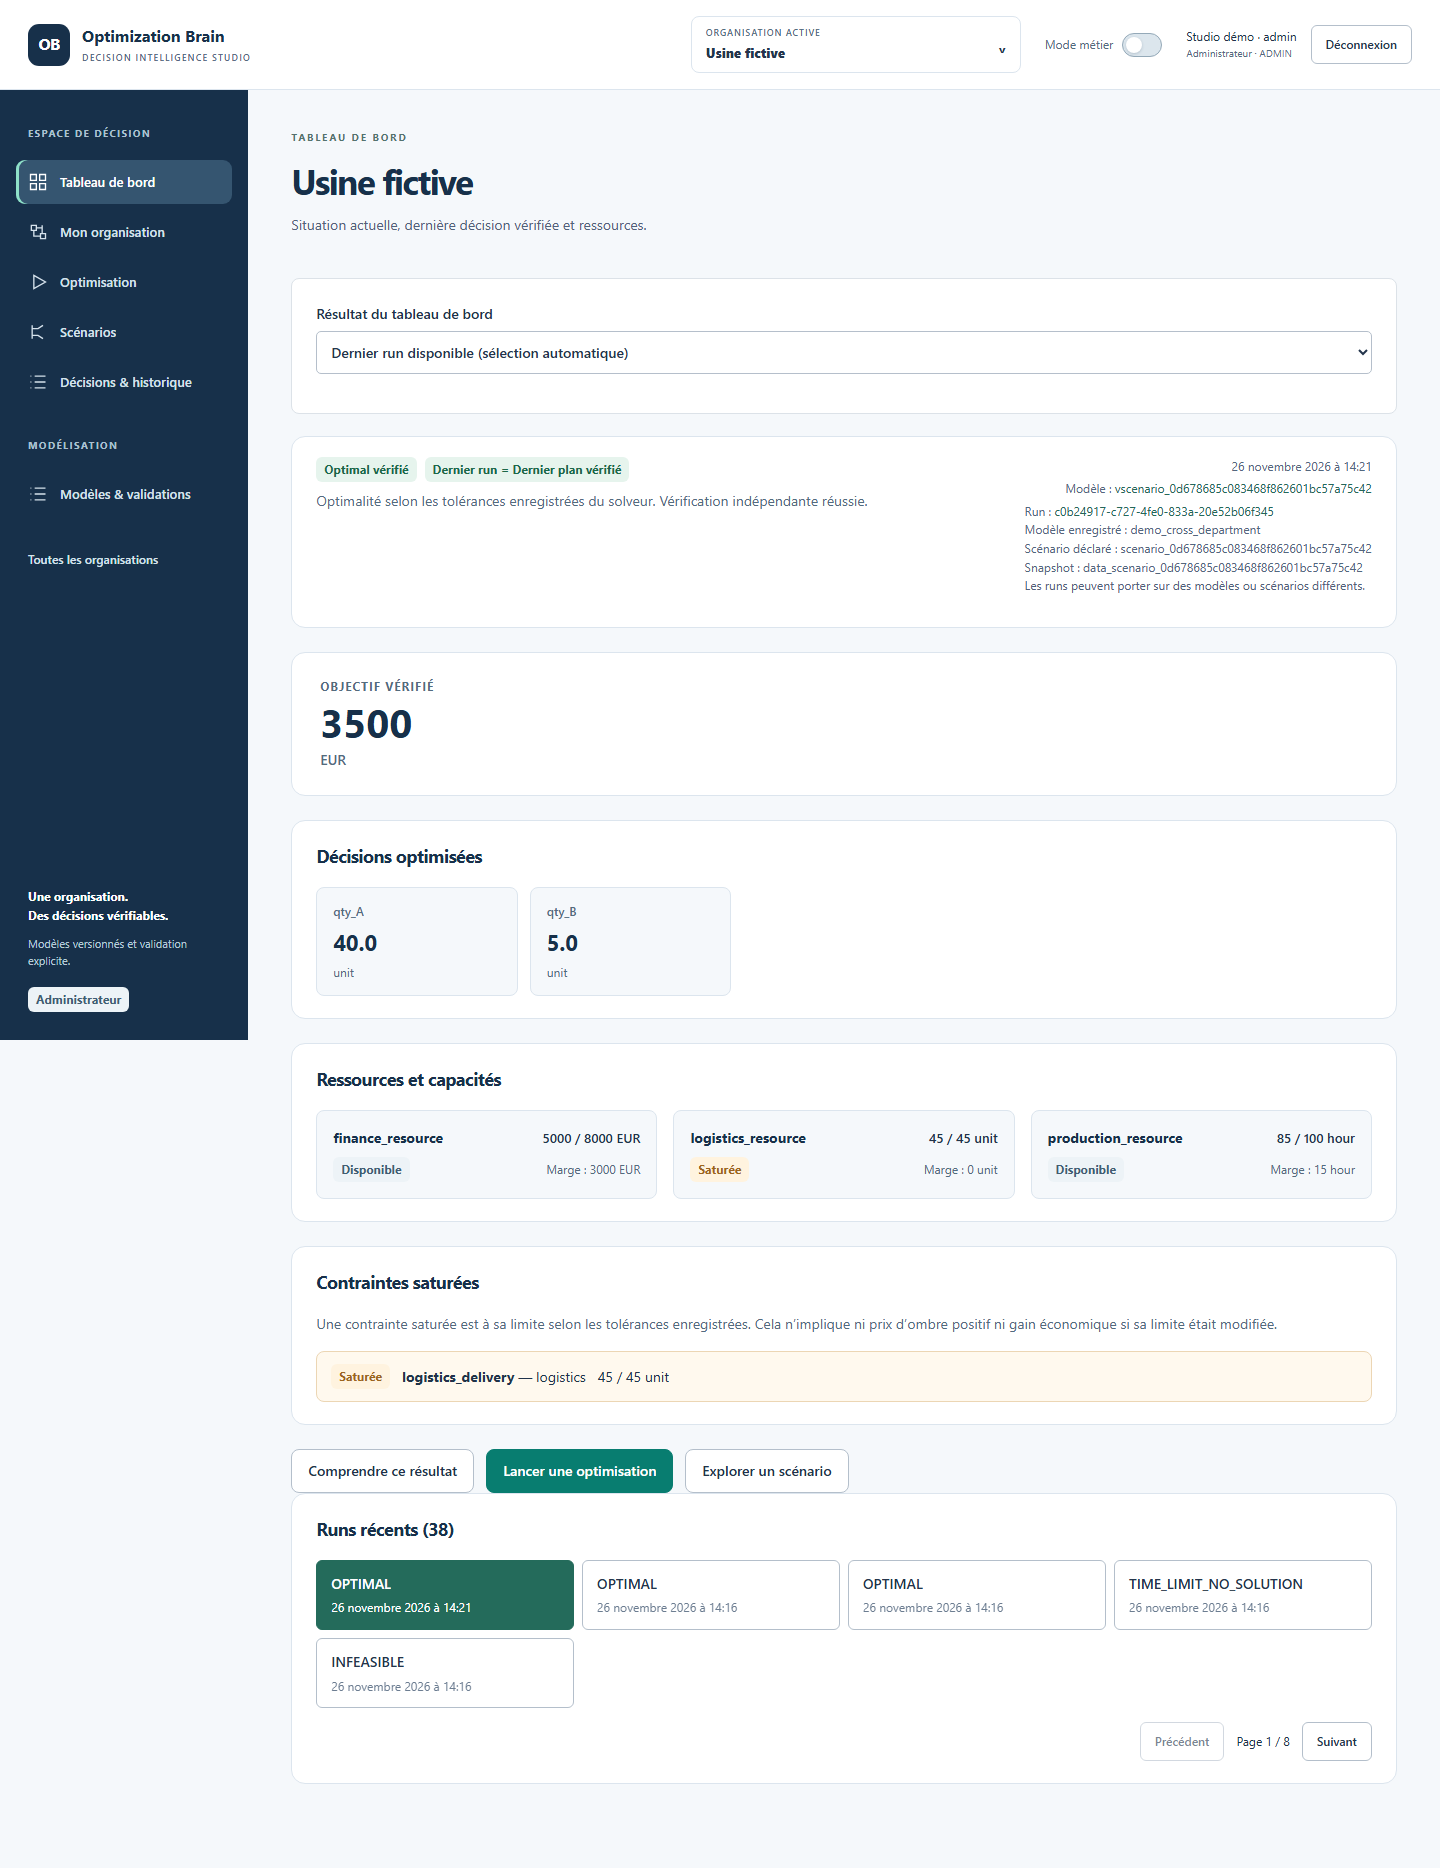 OB
Optimization Brain
DECISION INTELLIGENCE STUDIO
ORGANISATION ACTIVE
Usine fictive
v
Mode métier
Studio démo · admin
Administrateur · ADMIN
Déconnexion
ESPACE DE DÉCISION
Tableau de bord
Mon organisation
Optimisation
Scénarios
Décisions & historique
MODÉLISATION
Modèles & validations
Toutes les organisations
Une organisation.
Des décisions vérifiables.
Modèles versionnés et validation
explicite.
Administrateur
TABLEAU DE BORD
Usine fictive
Situation actuelle, dernière décision vérifiée et ressources.
Résultat du tableau de bord
Dernier run disponible (sélection automatique)
Optimal vérifié
Dernier run = Dernier plan vérifié
Optimalité selon les tolérances enregistrées du solveur. Vérification indépendante réussie.
26 novembre 2026 à 14:21
Modèle : vscenario_0d678685c083468f862601bc57a75c42
Run : c0b24917-c727-4fe0-833a-20e52b06f345
Modèle enregistré : demo_cross_department
Scénario déclaré : scenario_0d678685c083468f862601bc57a75c42
Snapshot : data_scenario_0d678685c083468f862601bc57a75c42
Les runs peuvent porter sur des modèles ou scénarios différents.
OBJECTIF VÉRIFIÉ
3500
EUR
Décisions optimisées
qty_A
40.0
unit
qty_B
5.0
unit
Ressources et capacités
finance_resource
5000 / 8000 EUR
Disponible
Marge : 3000 EUR
logistics_resource
45 / 45 unit
Saturée
Marge : 0 unit
production_resource
85 / 100 hour
Disponible
Marge : 15 hour
Contraintes saturées
Une contrainte saturée est à sa limite selon les tolérances enregistrées. Cela n’implique ni prix d’ombre positif ni gain économique si sa limite était modifiée.
Saturée
logistics_delivery — logistics 45 / 45 unit
Comprendre ce résultat
Lancer une optimisation
Explorer un scénario
Runs récents (38)
OPTIMAL
26 novembre 2026 à 14:21
OPTIMAL
26 novembre 2026 à 14:16
OPTIMAL
26 novembre 2026 à 14:16
TIME_LIMIT_NO_SOLUTION
26 novembre 2026 à 14:16
INFEASIBLE
26 novembre 2026 à 14:16
Précédent
Page 1 / 8
Suivant